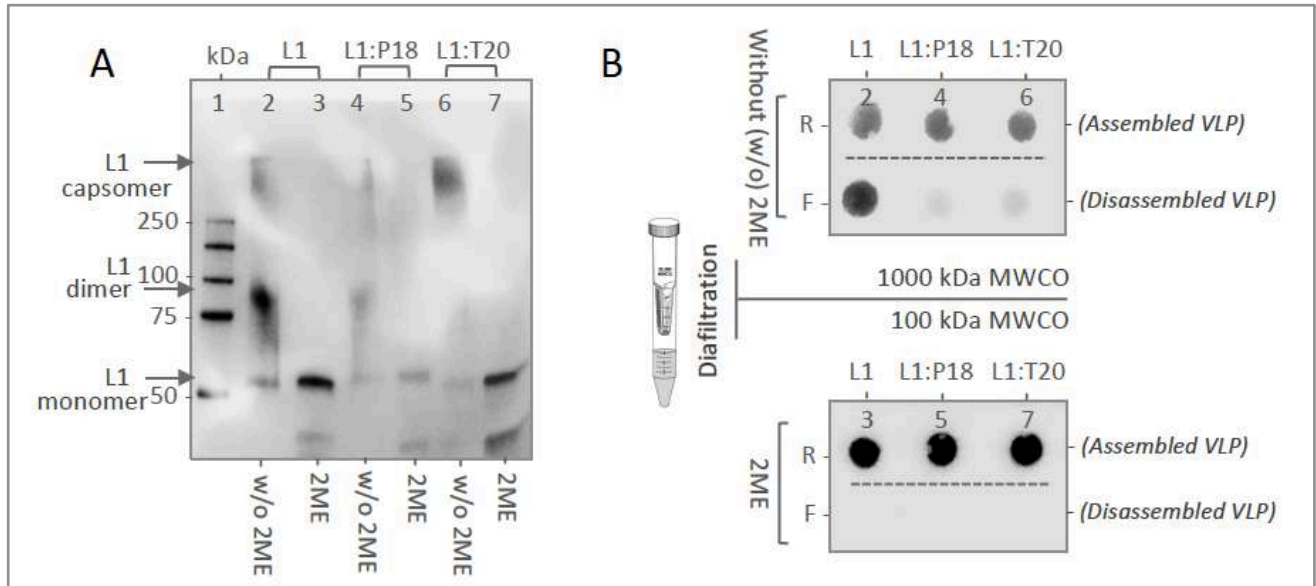 A
kDa
L1
L1:P18
L1:T20
1
2
3
4
5
6
7
L1
capsomer
250
L1
dimer
100
75
L1
monomer
50
w/o 2ME
2ME
w/o 2ME
2ME
w/o 2ME
2ME
B
L1
L1:P18
L1:T20
Without (w/o) 2ME
2
4
6
R
(Assembled VLP)
F
(Disassembled VLP)
Diafiltration
1000 kDa MWCO
100 kDa MWCO
L1
L1:P18
L1:T20
2ME
3
5
7
R
(Assembled VLP)
F
(Disassembled VLP)